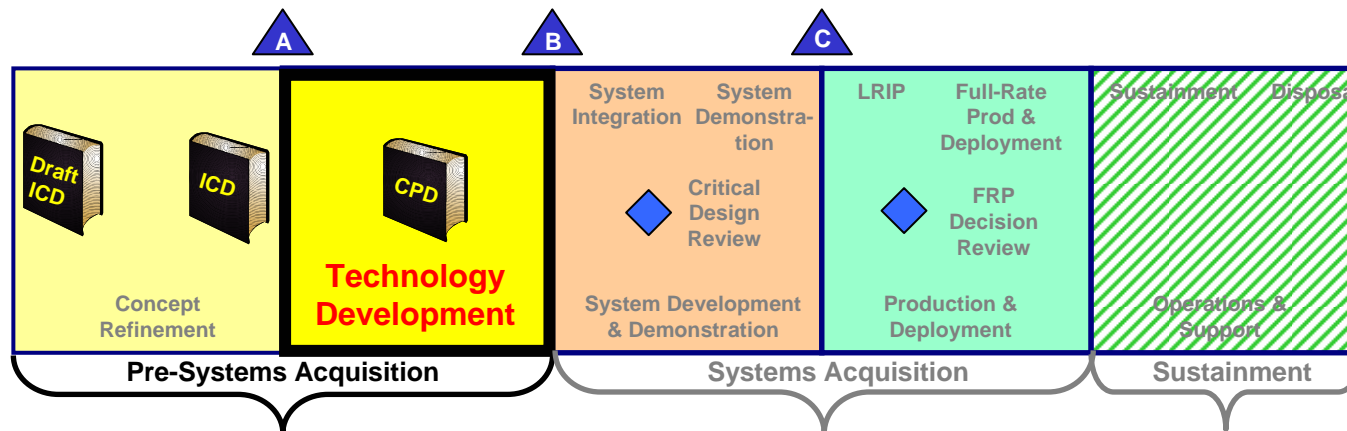 A
B
C
Draft
ICD
ICD
Concept
Refinement
CPD
Technology
Development
System
Integration
System
Demonstra-
tion
Critical
Design
Review
System Development
& Demonstration
LRIP
Full-Rate
Prod &
Deployment
FRP
Decision
Review
Production &
Deployment
Sustainment
Disposa
Operations &
Support
Pre-Systems Acquisition
Systems Acquisition
Sustainment